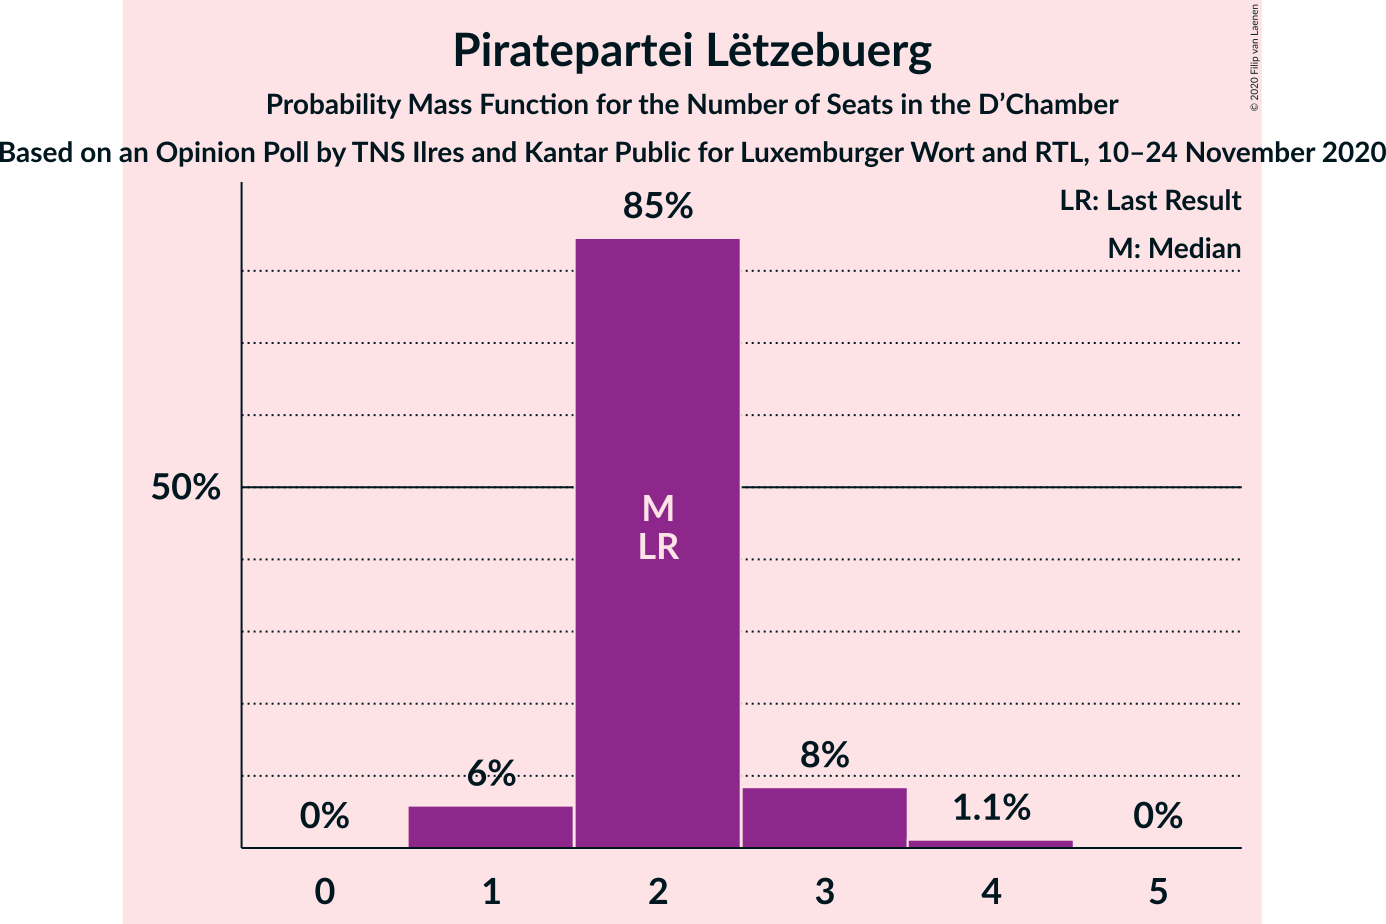 Piratepartei Lëtzebuerg
Probability Mass Function for the Number of Seats in the D’Chamber
Based on an Opinion Poll by TNS Ilres and Kantar Public for Luxemburger Wort and RTL, 10–24 November 2020
© 2020 Filip van Laenen
LR: Last Result
M: Median
85%
50%
M
LR
0%
6%
8%
1.1%
0%
0 1 2 3 4 5